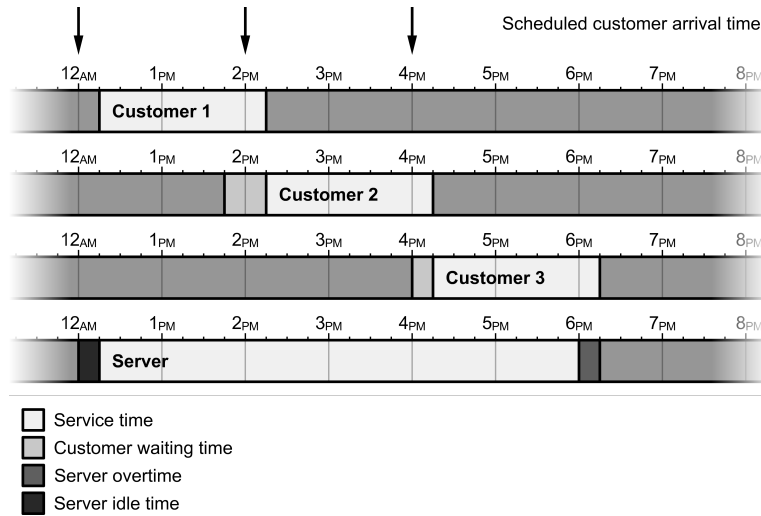 Scheduled customer arrival time
12AM 1PM 2PM 3PM 4PM 5PM 6PM 7PM 8PM
Customer 1
12AM 1PM 2PM 3PM 4PM 5PM 6PM 7PM 8PM
Customer 2
12AM 1PM 2PM 3PM 4PM 5PM 6PM 7PM 8PM
Customer 3
12AM 1PM 2PM 3PM 4PM 5PM 6PM 7PM 8PM
Server
Service time
Customer waiting time
Server overtime
Server idle time